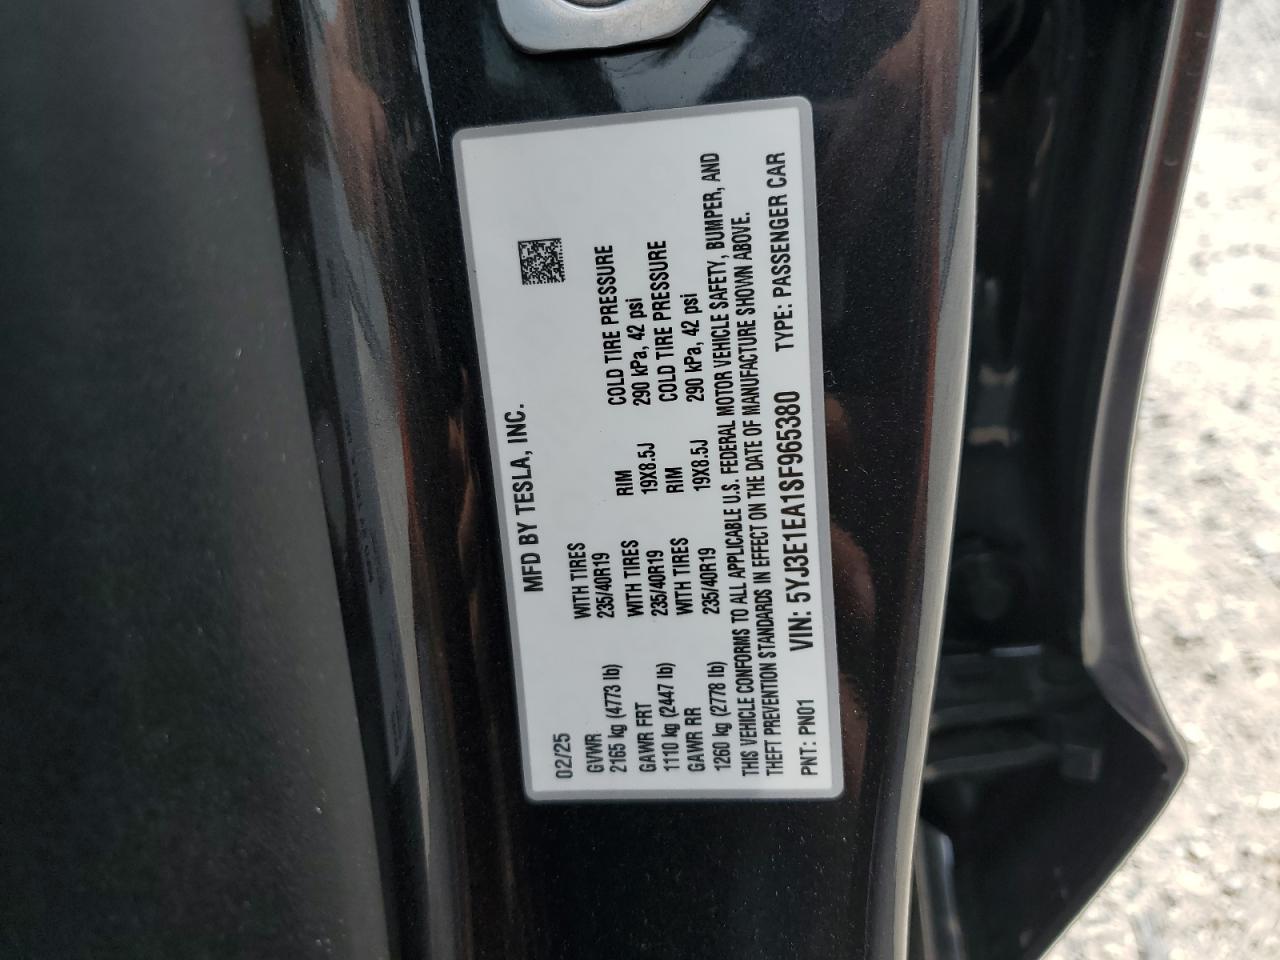 MFD BY TESLA, INC.
02/25
GVWR WITH TIRES RIM COLD TIRE PRESSURE
2165 kg (4773 lb) 235/40R19 19X8.5J 290 kPa, 42 psi
GAWR FRT WITH TIRES RIM COLD TIRE PRESSURE
1110 kg (2447 lb) 235/40R19 19X8.5J 290 kPa, 42 psi
GAWR RR WITH TIRES
1260 kg (2778 lb) 235/40R19
THIS VEHICLE CONFORMS TO ALL APPLICABLE U.S. FEDERAL MOTOR VEHICLE SAFETY, BUMPER, AND
THEFT PREVENTION STANDARDS IN EFFECT ON THE DATE OF MANUFACTURE SHOWN ABOVE.
PNT: PN01 VIN: 5YJ3E1EA1SF965380 TYPE: PASSENGER CAR